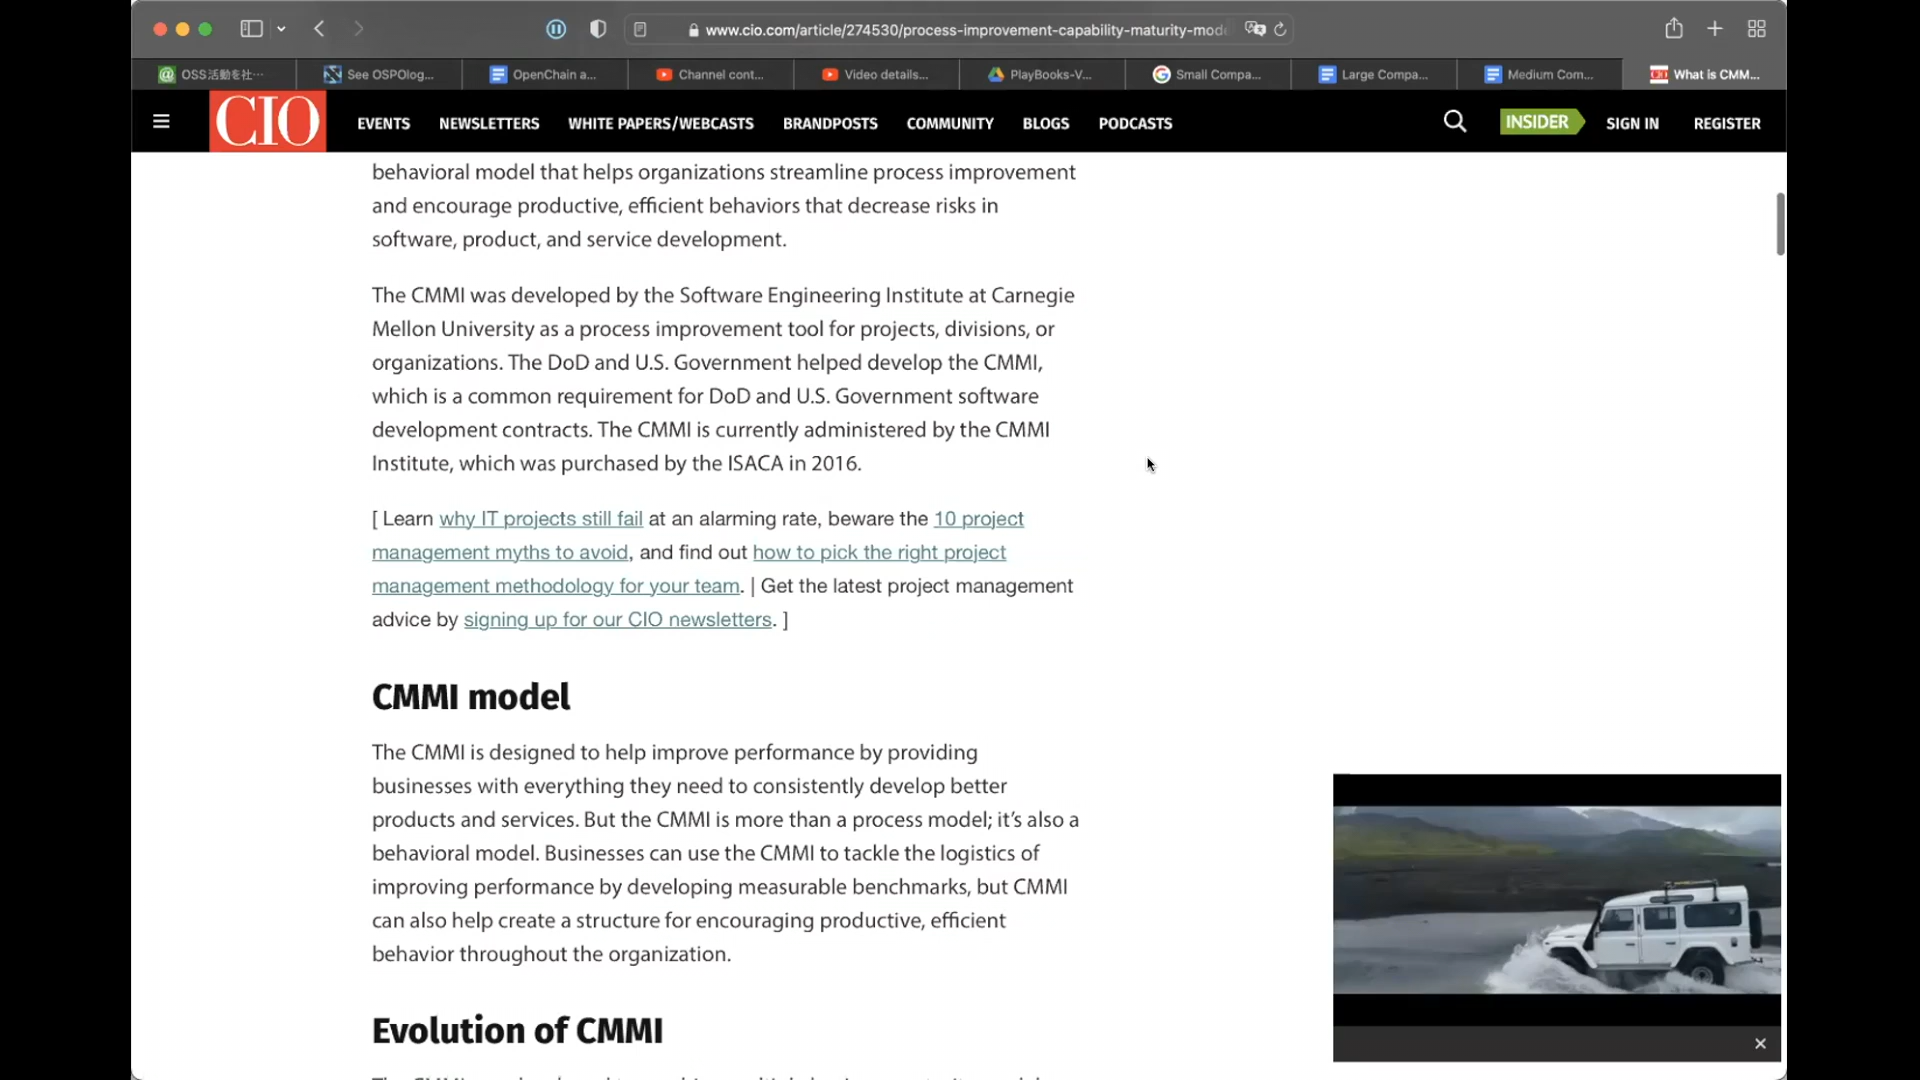 www.cio.com/article/274530/process-improvement-capability-maturity-mod
OSS活動を社…
See OSPOlog...
OpenChain a...
Channel cont...
Video details...
PlayBooks-V...
Small Compa...
Large Compa...
Medium Com...
What is CMM...
CIO
EVENTS
NEWSLETTERS
WHITE PAPERS/WEBCASTS
BRANDPOSTS
COMMUNITY
BLOGS
PODCASTS
INSIDER
SIGN IN
REGISTER
behavioral model that helps organizations streamline process improvement
and encourage productive, efficient behaviors that decrease risks in
software, product, and service development.
The CMMI was developed by the Software Engineering Institute at Carnegie
Mellon University as a process improvement tool for projects, divisions, or
organizations. The DoD and U.S. Government helped develop the CMMI,
which is a common requirement for DoD and U.S. Government software
development contracts. The CMMI is currently administered by the CMMI
Institute, which was purchased by the ISACA in 2016.
[ Learn why IT projects still fail at an alarming rate, beware the 10 project
management myths to avoid, and find out how to pick the right project
management methodology for your team. | Get the latest project management
advice by signing up for our CIO newsletters. ]
CMMI model
The CMMI is designed to help improve performance by providing
businesses with everything they need to consistently develop better
products and services. But the CMMI is more than a process model; it's also a
behavioral model. Businesses can use the CMMI to tackle the logistics of
improving performance by developing measurable benchmarks, but CMMI
can also help create a structure for encouraging productive, efficient
behavior throughout the organization.
Evolution of CMMI